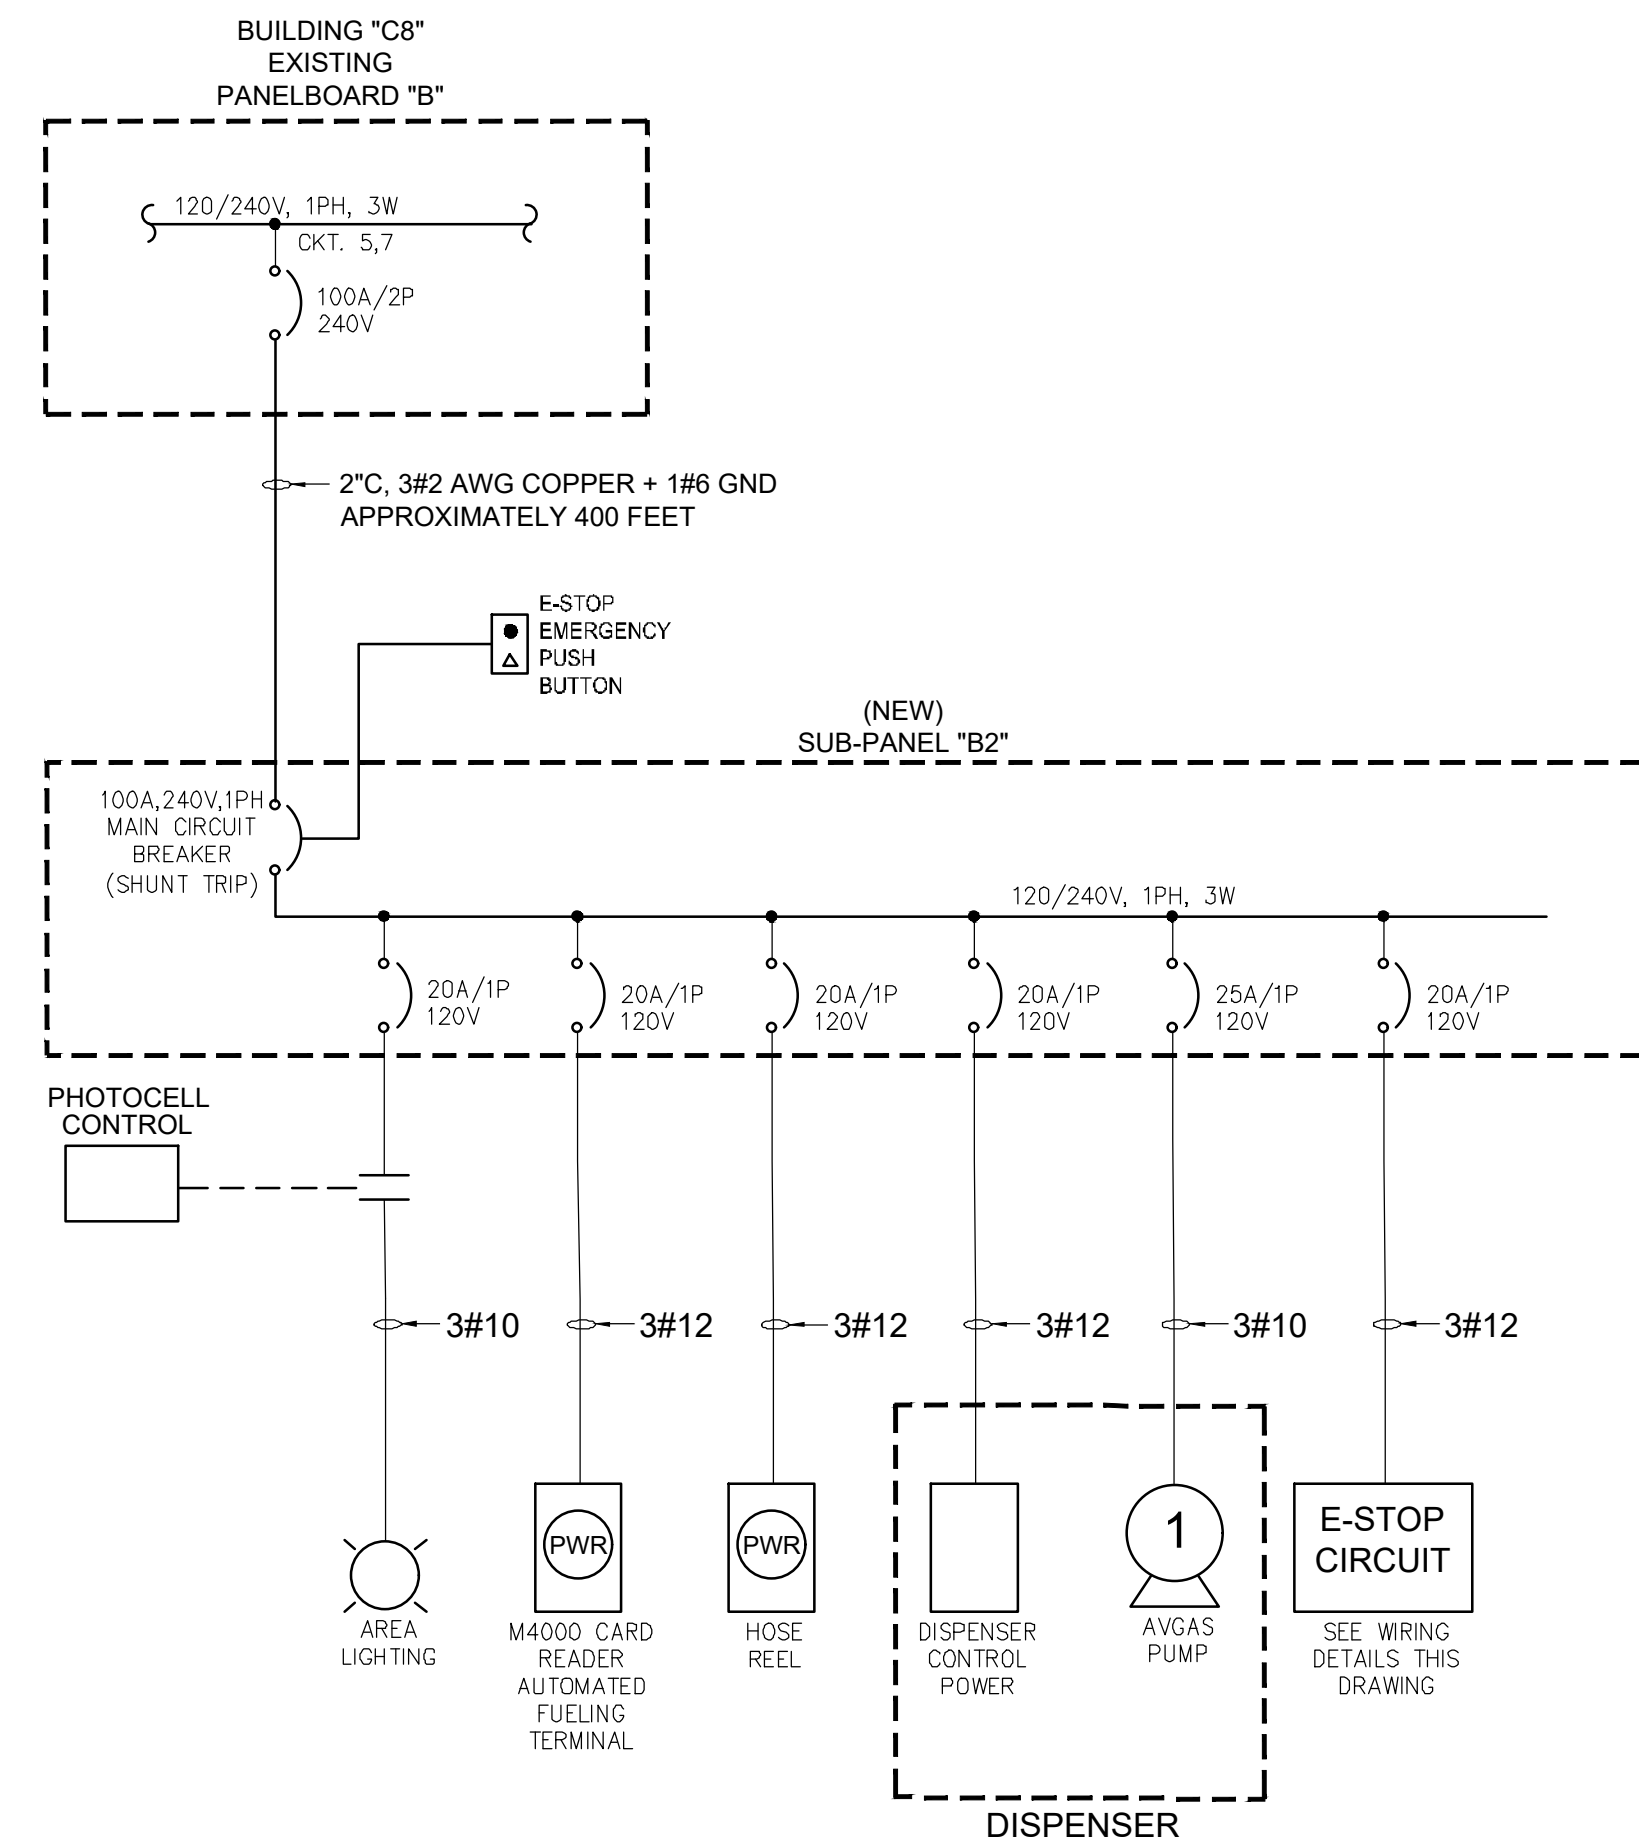 BUILDING "C8"
EXISTING
PANELBOARD "B"
120/240V, 1PH, 3W
CKT. 5,7
100A/2P
240V
2"C, 3#2 AWG COPPER + 1#6 GND
APPROXIMATELY 400 FEET
E-STOP
EMERGENCY
PUSH
BUTTON
(NEW)
SUB-PANEL "B2"
100A,240V,1PH
MAIN CIRCUIT
BREAKER
(SHUNT TRIP)
120/240V, 1PH, 3W
20A/1P
120V
20A/1P
120V
20A/1P
120V
20A/1P
120V
25A/1P
120V
20A/1P
120V
PHOTOCELL
CONTROL
3#10
3#12
3#12
3#12
3#10
3#12
AREA
LIGHTING
PWR
M4000 CARD
READER
AUTOMATED
FUELING
TERMINAL
PWR
HOSE
REEL
DISPENSER
CONTROL
POWER
1
AVGAS
PUMP
E-STOP
CIRCUIT
SEE WIRING
DETAILS THIS
DRAWING
DISPENSER